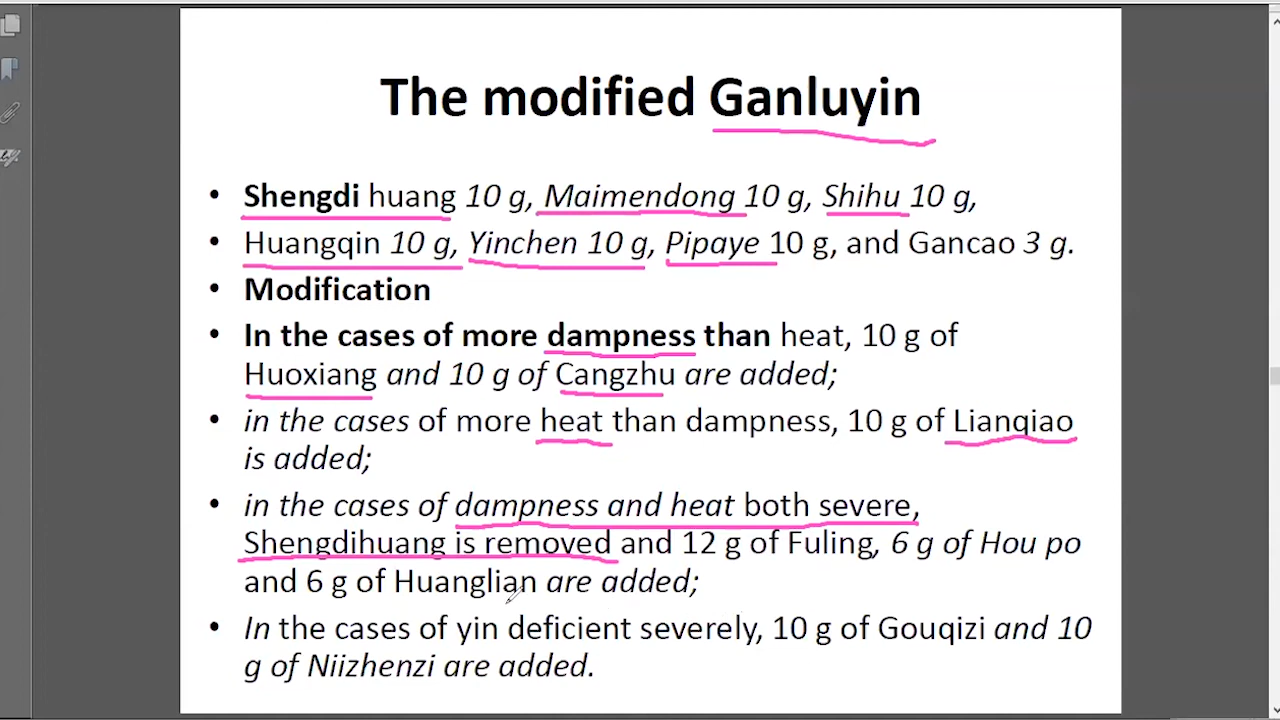 The modified Ganluyin
• Shengdi huang 10 g, Maimendong 10 g, Shihu 10 g,
• Huangqin 10 g, Yinchen 10 g, Pipaye 10 g, and Gancao 3 g.
• Modification
• In the cases of more dampness than heat, 10 g of
Huoxiang and 10 g of Cangzhu are added;
• in the cases of more heat than dampness, 10 g of Lianqiao
is added;
• in the cases of dampness and heat both severe,
Shengdihuang is removed and 12 g of Fuling, 6 g of Hou po
and 6 g of Huanglian are added;
• In the cases of yin deficient severely, 10 g of Gouqizi and 10
g of Niizhenzi are added.